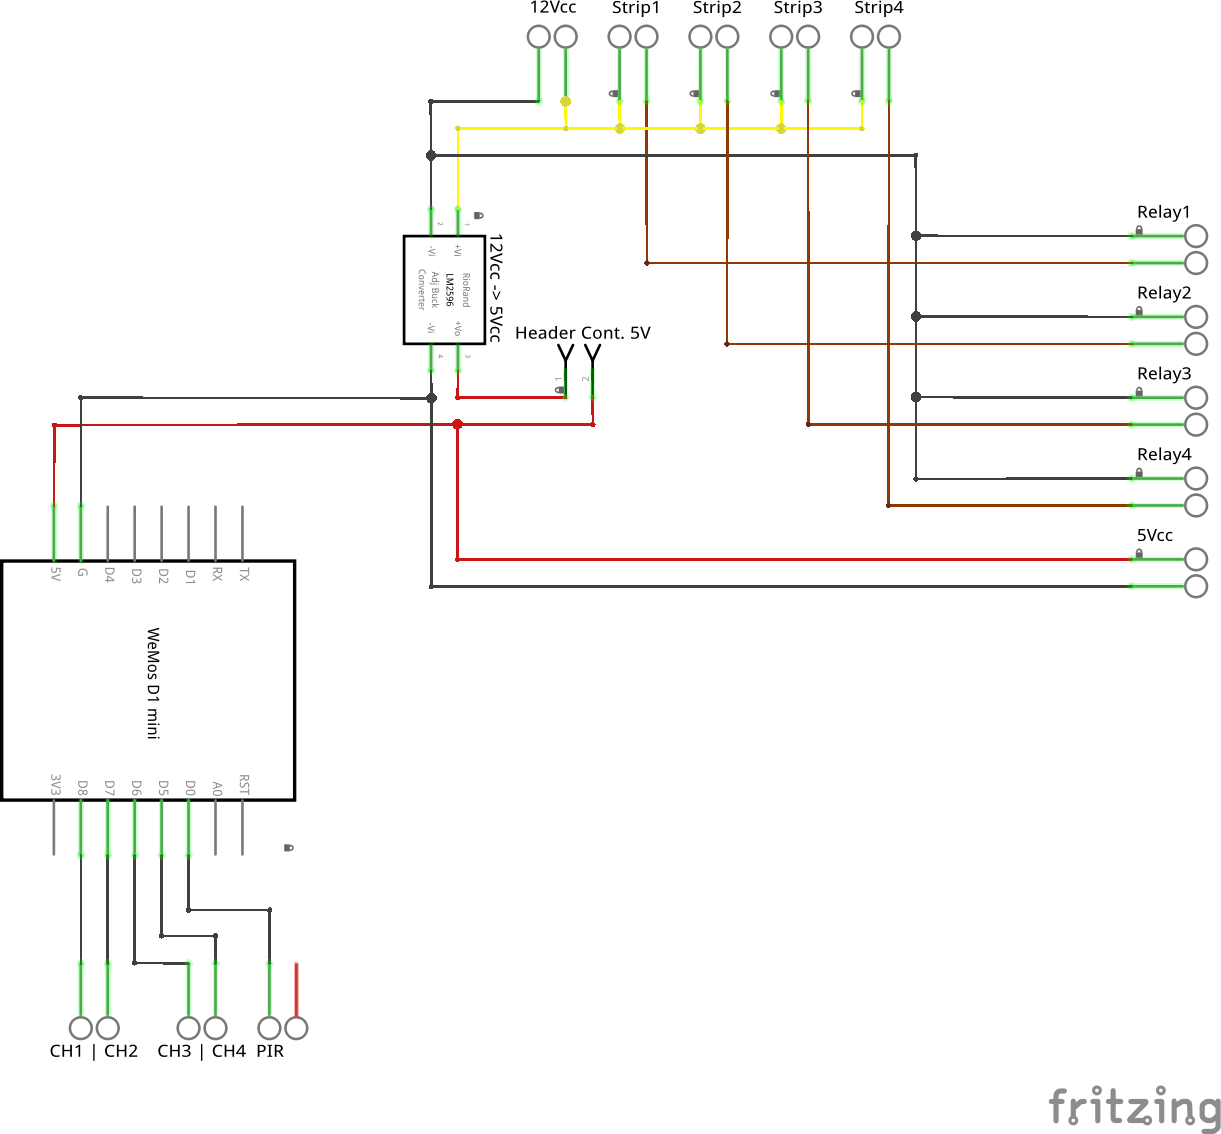 12Vcc Strip1 Strip2 Strip3 Strip4
2 1
-Vi +Vi
RioRand
LM2596
Adj Buck
Converter
-Vi +Vo
4 3
12Vcc -> 5Vcc
Header Cont. 5V
1 2
Relay1
Relay2
Relay3
Relay4
5Vcc
5V G D4 D3 D2 D1 RX TX
WeMos D1 mini
3V3 D8 D7 D6 D5 D0 A0 RST
CH1 | CH2 CH3 | CH4 PIR
fritzing